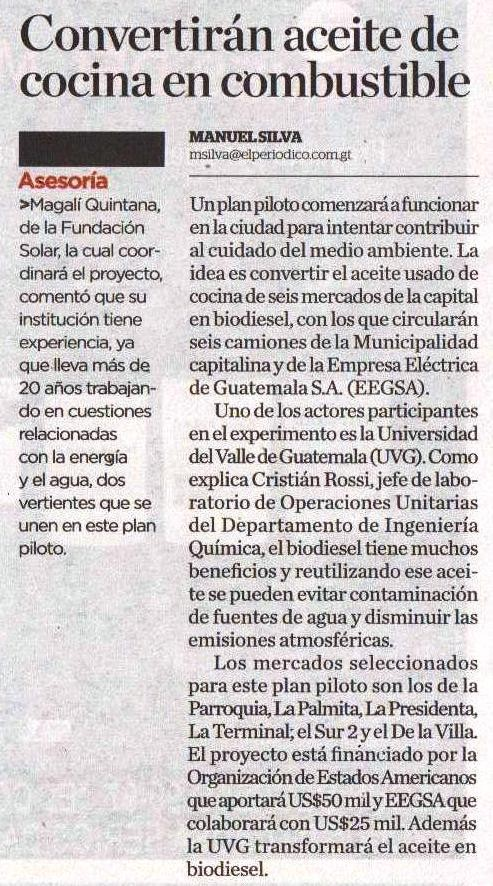 Convertirán aceite de
cocina en combustible
MANUEL SILVA
msilva@elperiodico.com.gt
Asesoría
>Magalí Quintana,
de la Fundación
Solar, la cual coor-
dinará el proyecto,
comentó que su
institución tiene
experiencia, ya
que lleva más de
20 años trabajan-
do en cuestiones
relacionadas
con la energía
y el agua, dos
vertientes que se
unen en este plan
piloto.
Un plan piloto comenzará a funcionar
en la ciudad para intentar contribuir
al cuidado del medio ambiente. La
idea es convertir el aceite usado de
cocina de seis mercados de la capital
en biodiesel, con los que circularán
seis camiones de la Municipalidad
capitalina y de la Empresa Eléctrica
de Guatemala S.A. (EEGSA).
Uno de los actores participantes
en el experimento es la Universidad
del Valle de Guatemala (UVG). Como
explica Cristián Rossi, jefe de labo-
ratorio de Operaciones Unitarias
del Departamento de Ingeniería
Química, el biodiesel tiene muchos
beneficios y reutilizando ese acei-
te se pueden evitar contaminación
de fuentes de agua y disminuir las
emisiones atmosféricas.
Los mercados seleccionados
para este plan piloto son los de la
Parroquia, La Palmita, La Presidenta,
La Terminal; el Sur 2 y el De la Villa.
El proyecto está financiado por la
Organización de Estados Americanos
que aportará US$50 mil y EEGSA que
colaborará con US$25 mil. Además
la UVG transformará el aceite en
biodiesel.